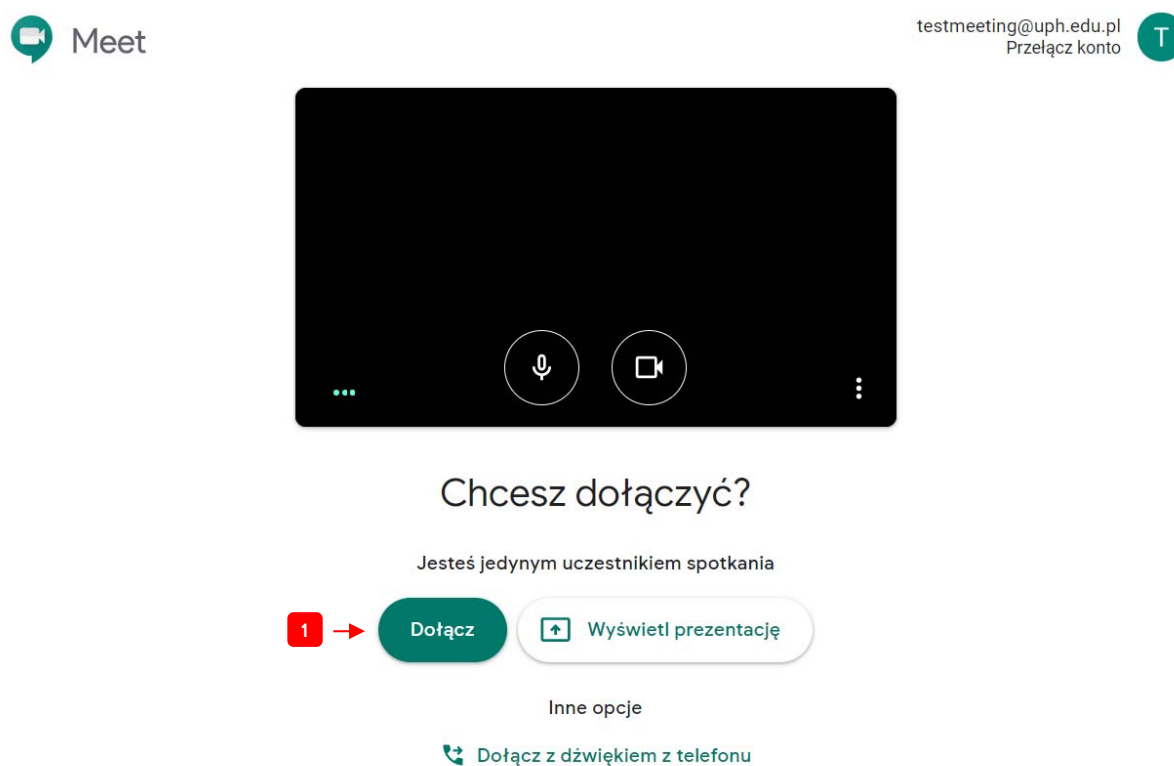 Meet
testmeeting@uph.edu.pl
Przełącz konto
T
Chcesz dołączyć?
Jesteś jedynym uczestnikiem spotkania
1
Dołącz
Wyświetl prezentację
Inne opcje
Dołącz z dźwiękiem z telefonu